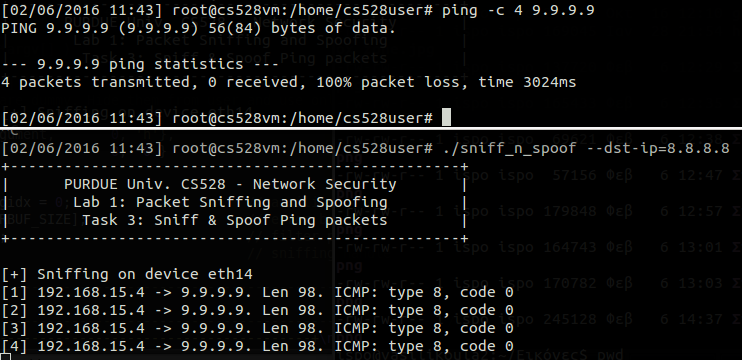 [02/06/2016 11:43] root@cs528vm:/home/cs528user# ping -c 4 9.9.9.9
PING 9.9.9.9 (9.9.9.9) 56(84) bytes of data.
--- 9.9.9.9 ping statistics ---
4 packets transmitted, 0 received, 100% packet loss, time 3024ms
[02/06/2016 11:43] root@cs528vm:/home/cs528user#
[02/06/2016 11:43] root@cs528vm:/home/cs528user# ./sniff_n_spoof --dst-ip=8.8.8.8
+--------------------------------------------------+
| PURDUE Univ. CS528 - Network Security |
| Lab 1: Packet Sniffing and Spoofing |
| Task 3: Sniff & Spoof Ping packets |
+--------------------------------------------------+
[+] Sniffing on device eth14
[1] 192.168.15.4 -> 9.9.9.9. Len 98. ICMP: type 8, code 0
[2] 192.168.15.4 -> 9.9.9.9. Len 98. ICMP: type 8, code 0
[3] 192.168.15.4 -> 9.9.9.9. Len 98. ICMP: type 8, code 0
[4] 192.168.15.4 -> 9.9.9.9. Len 98. ICMP: type 8, code 0